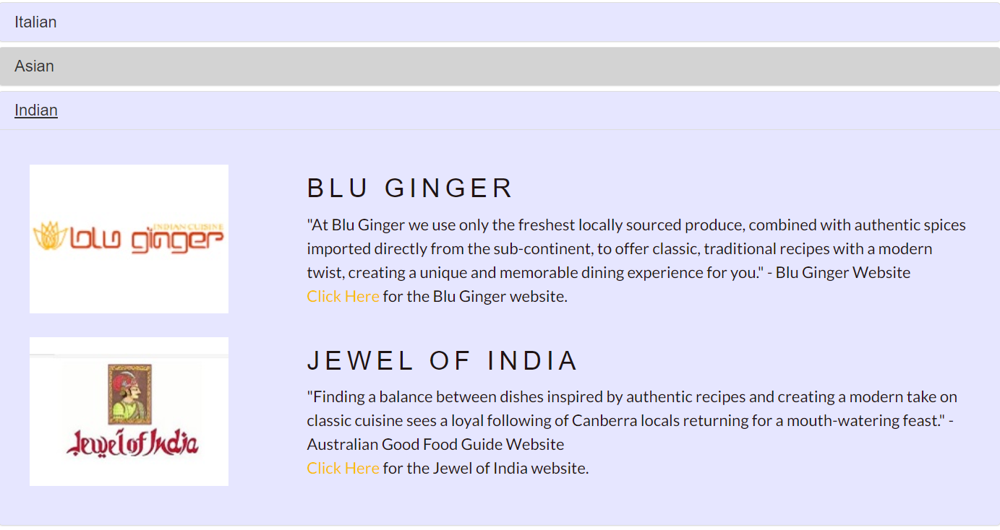 Italian
Asian
Indian
INDIAN CUISINE
blu ginger
BLU GINGER
"At Blu Ginger we use only the freshest locally sourced produce, combined with authentic spices
imported directly from the sub-continent, to offer classic, traditional recipes with a modern
twist, creating a unique and memorable dining experience for you." - Blu Ginger Website
Click Here for the Blu Ginger website.
Jewel of India
JEWEL OF INDIA
"Finding a balance between dishes inspired by authentic recipes and creating a modern take on
classic cuisine sees a loyal following of Canberra locals returning for a mouth-watering feast." -
Australian Good Food Guide Website
Click Here for the Jewel of India website.